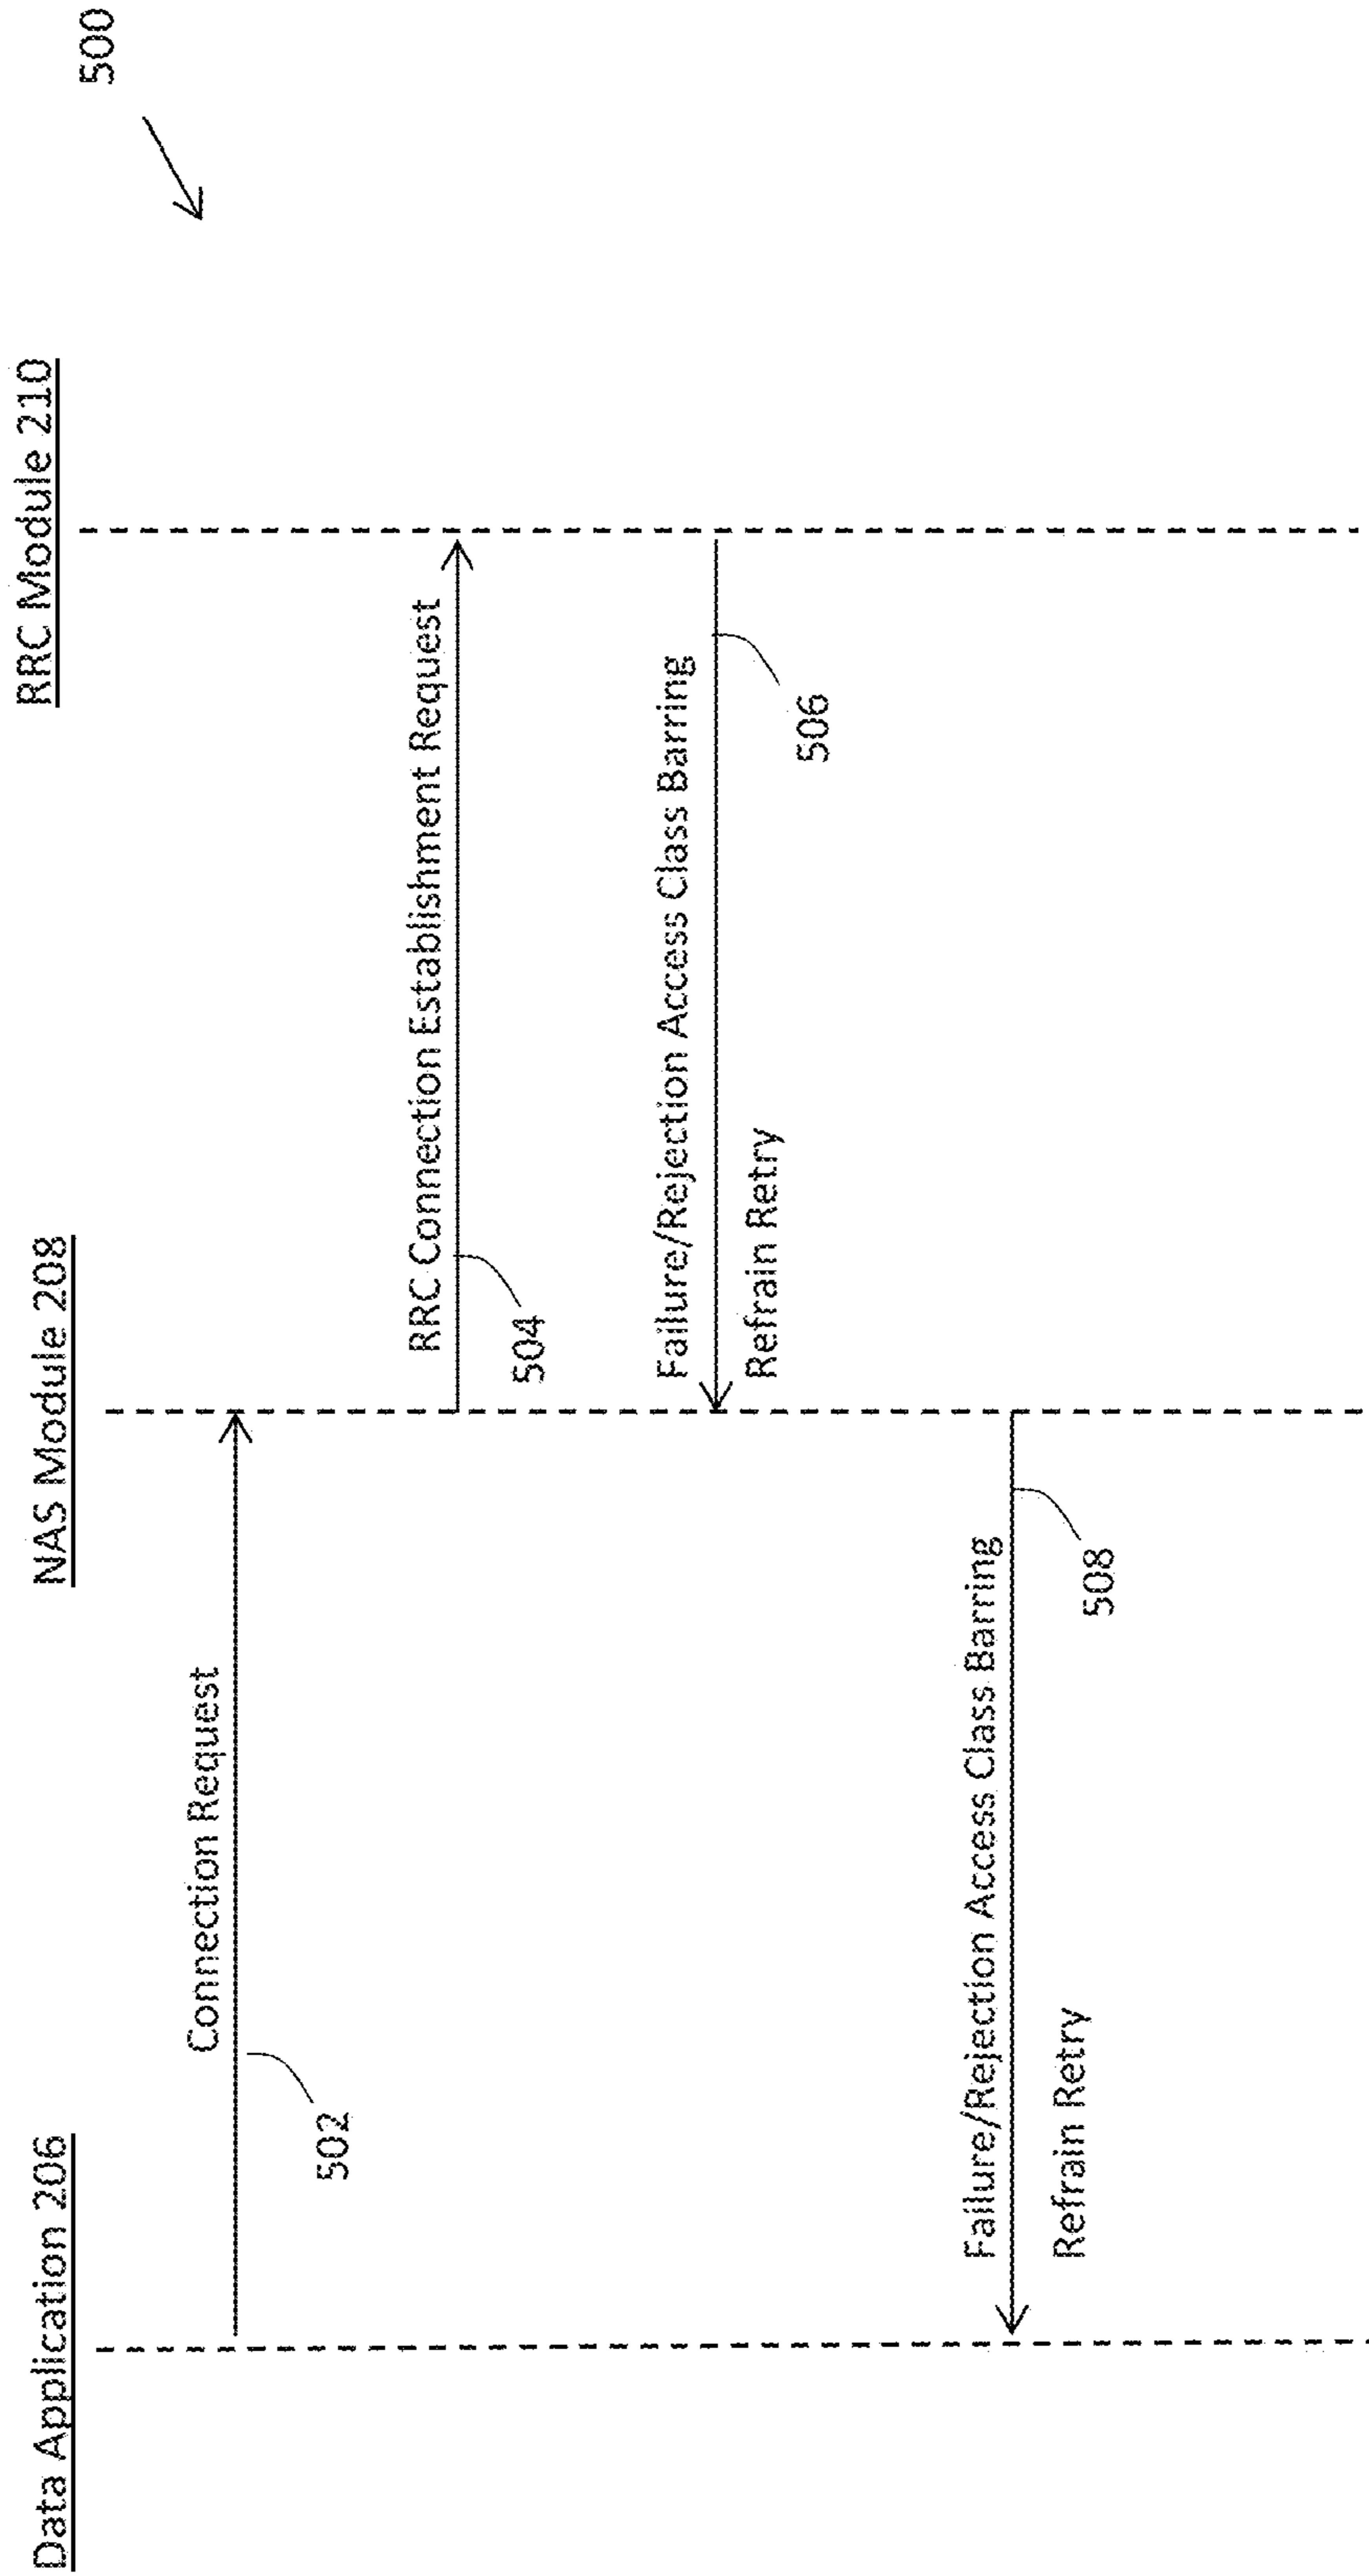 500
Data Application 206
NAS Module 208
RRC Module 210
Connection Request
502
RRC Connection Establishment Request
504
Failure/Rejection Access Class Barring
506
Refrain Retry
Failure/Rejection Access Class Barring
508
Refrain Retry